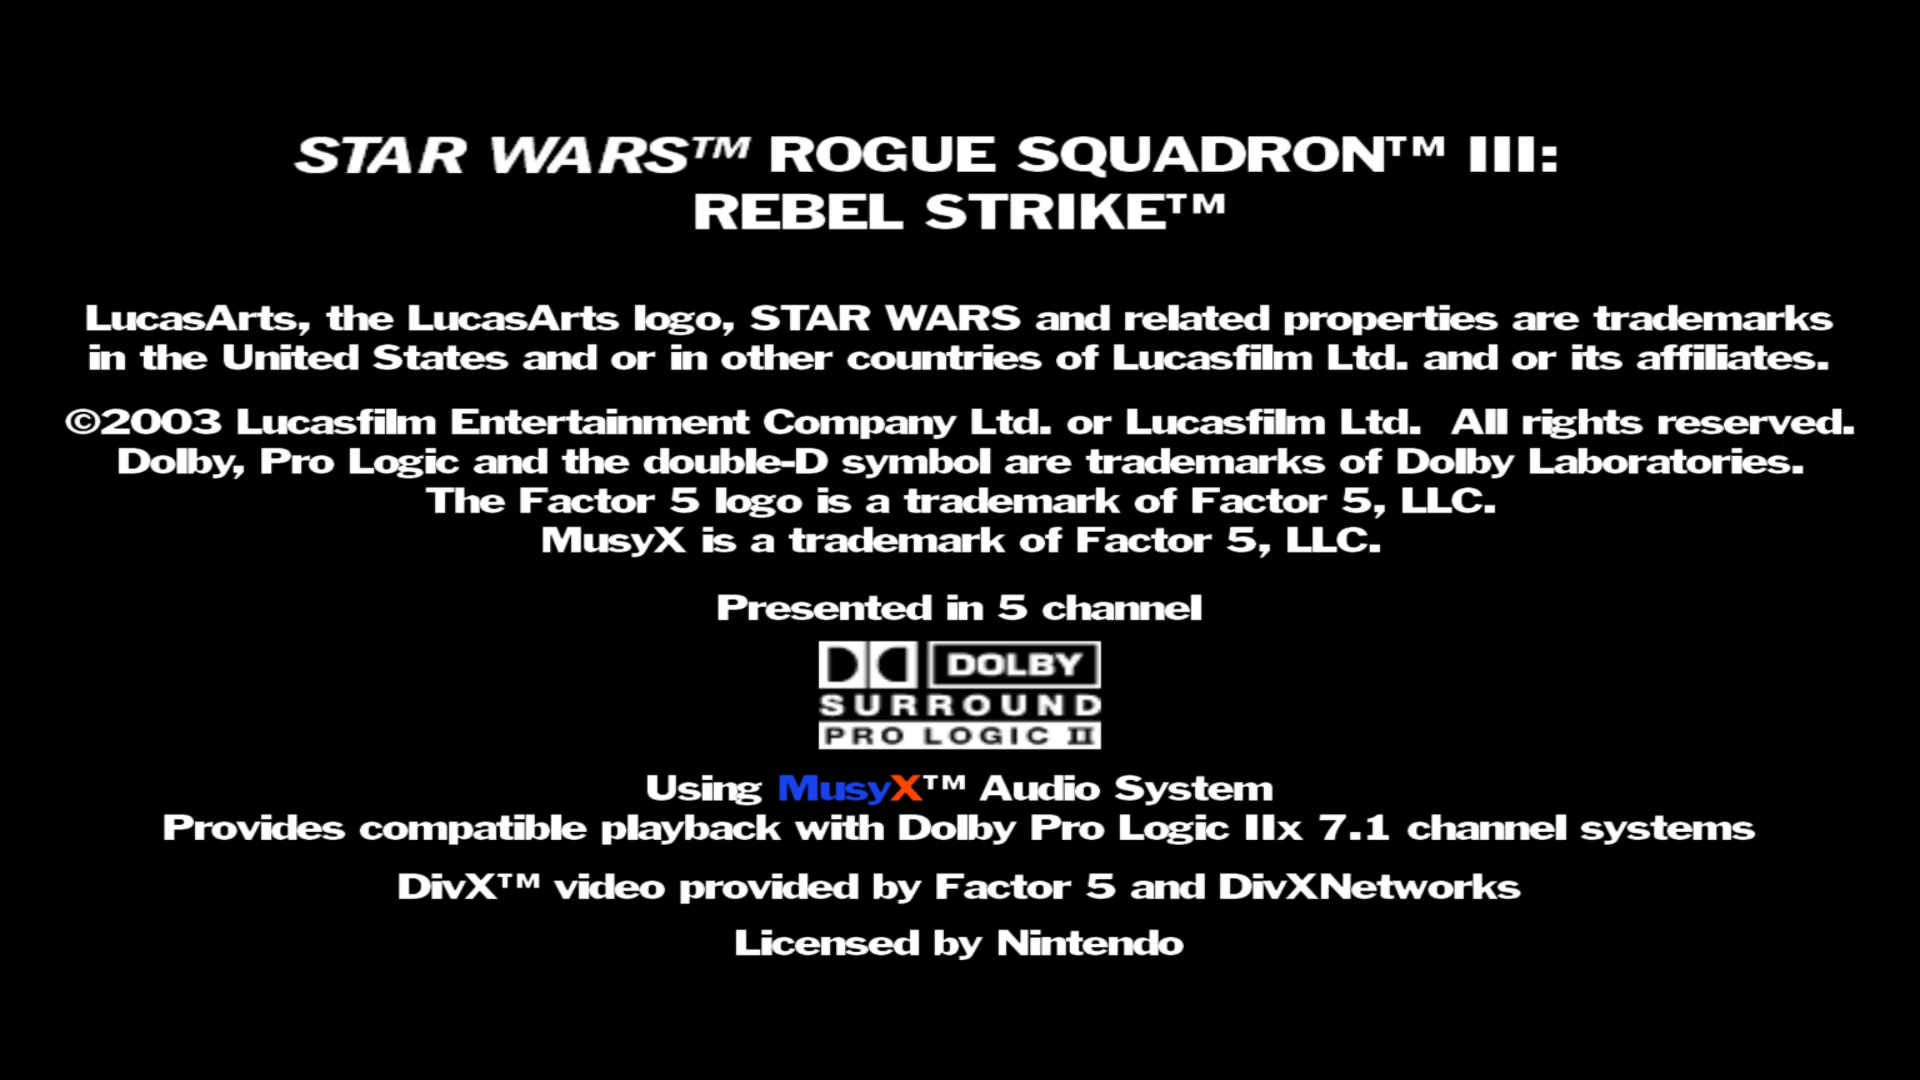 STAR WARS™ ROGUE SQUADRON™ III:
REBEL STRIKE™
LucasArts, the LucasArts logo, STAR WARS and related properties are trademarks
in the United States and or in other countries of Lucasfilm Ltd. and or its affiliates.
©2003 Lucasfilm Entertainment Company Ltd. or Lucasfilm Ltd.  All rights reserved.
Dolby, Pro Logic and the double-D symbol are trademarks of Dolby Laboratories.
The Factor 5 logo is a trademark of Factor 5, LLC.
MusyX is a trademark of Factor 5, LLC.
Presented in 5 channel
DOLBY
SURROUND
PRO LOGIC II
Using MusyX™ Audio System
Provides compatible playback with Dolby Pro Logic IIx 7.1 channel systems
DivX™ video provided by Factor 5 and DivXNetworks
Licensed by Nintendo